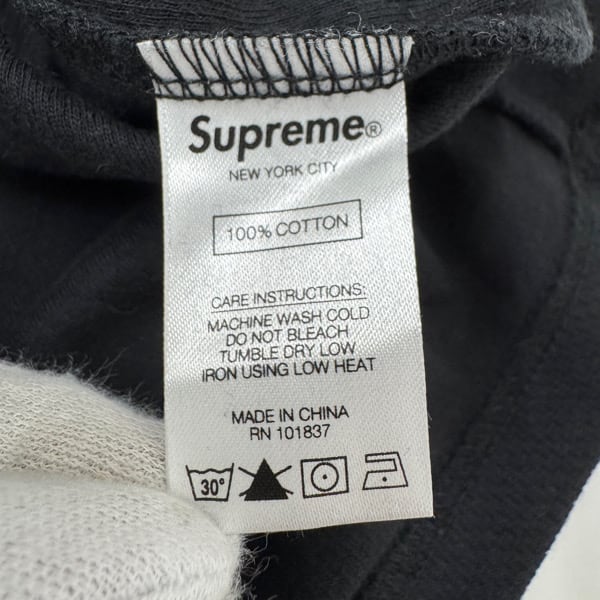 Supreme®
NEW YORK CITY
100% COTTON
CARE INSTRUCTIONS:
MACHINE WASH COLD
DO NOT BLEACH
TUMBLE DRY LOW
IRON USING LOW HEAT
MADE IN CHINA
RN 101837
30°